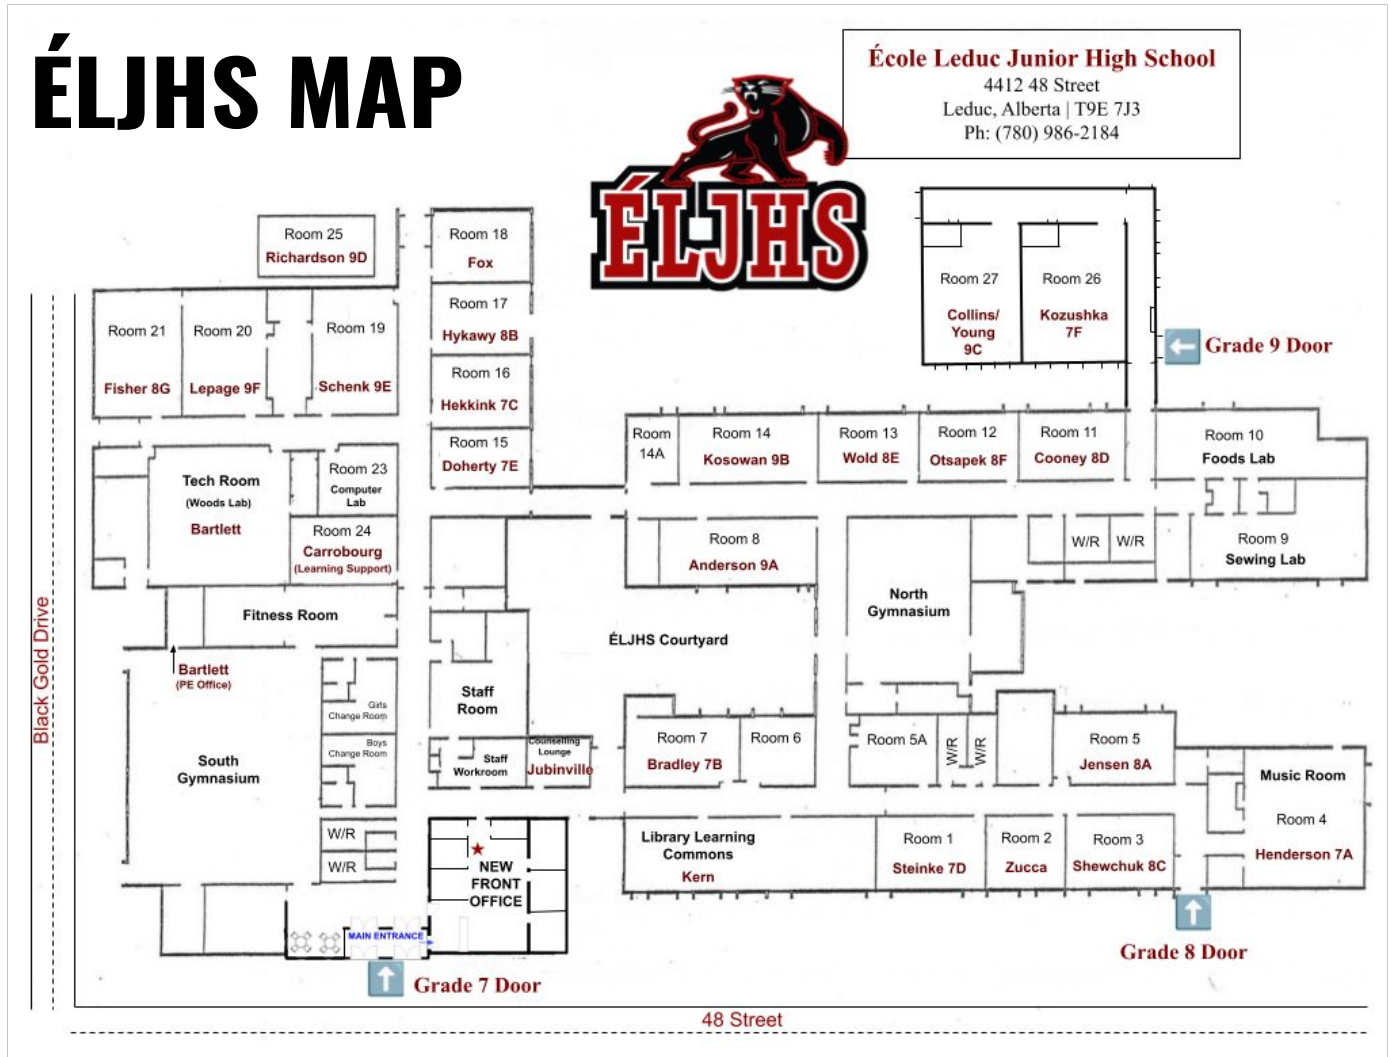 ÉLJHS MAP
École Leduc Junior High School
4412 48 Street
Leduc, Alberta | T9E 7J3
Ph: (780) 986-2184
ÉLJHS
Room 25
Richardson 9D
Room 18
Fox
Room 17
Hykawy 8B
Room 16
Hekkink 7C
Room 15
Doherty 7E
Room 21
Fisher 8G
Room 20
Lepage 9F
Room 19
Schenk 9E
Room 27
Collins/
Young
9C
Room 26
Kozushka
7F
Grade 9 Door
Room
14A
Room 14
Kosowan 9B
Room 13
Wold 8E
Room 12
Otsapek 8F
Room 11
Cooney 8D
Room 10
Foods Lab
Tech Room
(Woods Lab)
Bartlett
Room 23
Computer
Lab
Room 24
Carrobourg
(Learning Support)
Room 8
Anderson 9A
W/R
W/R
Room 9
Sewing Lab
North
Gymnasium
Fitness Room
Bartlett
(PE Office)
ÉLJHS Courtyard
Black Gold Drive
Girls
Change Room
Boys
Change Room
South
Gymnasium
Staff
Room
Staff
Workroom
Counselling
Lounge
Jubinville
Room 7
Bradley 7B
Room 6
Room 5A
W/R
W/R
Room 5
Jensen 8A
Music Room
Room 4
Henderson 7A
W/R
W/R
NEW
FRONT
OFFICE
Library Learning
Commons
Kern
Room 1
Steinke 7D
Room 2
Zucca
Room 3
Shewchuk 8C
MAIN ENTRANCE
Grade 7 Door
Grade 8 Door
48 Street